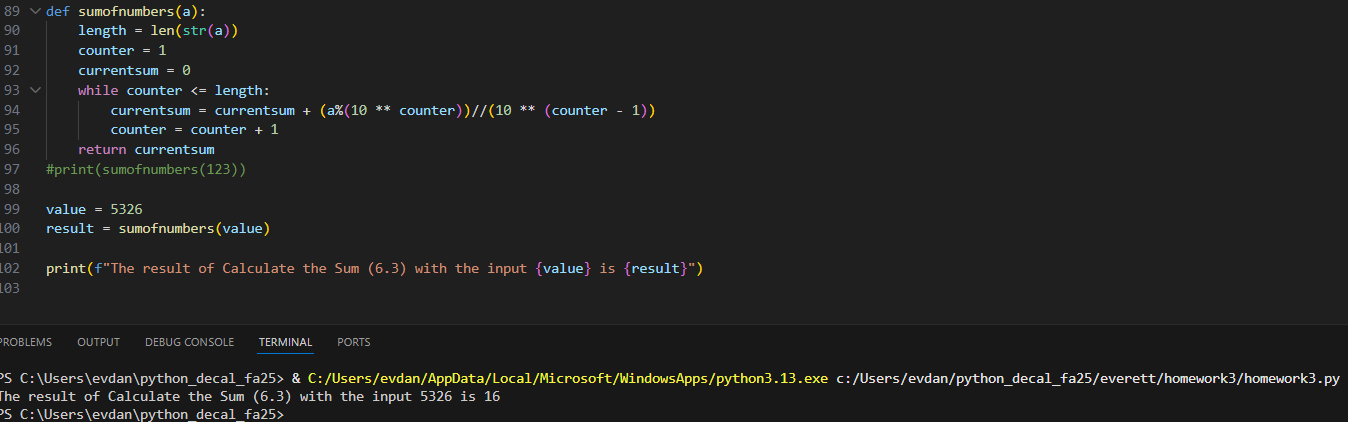 89 def sumofnumbers(a):
90     length = len(str(a))
91     counter = 1
92     currentsum = 0
93     while counter <= length:
94         currentsum = currentsum + (a%(10 ** counter))//(10 ** (counter - 1))
95         counter = counter + 1
96     return currentsum
97 #print(sumofnumbers(123))
98
99 value = 5326
100 result = sumofnumbers(value)
101
102 print(f"The result of Calculate the Sum (6.3) with the input {value} is {result}")
103
PROBLEMS OUTPUT DEBUG CONSOLE TERMINAL PORTS
PS C:\Users\evdan\python_decal_fa25> & C:/Users/evdan/AppData/Local/Microsoft/WindowsApps/python3.13.exe c:/Users/evdan/python_decal_fa25/everett/homework3/homework3.py
The result of Calculate the Sum (6.3) with the input 5326 is 16
PS C:\Users\evdan\python_decal_fa25>